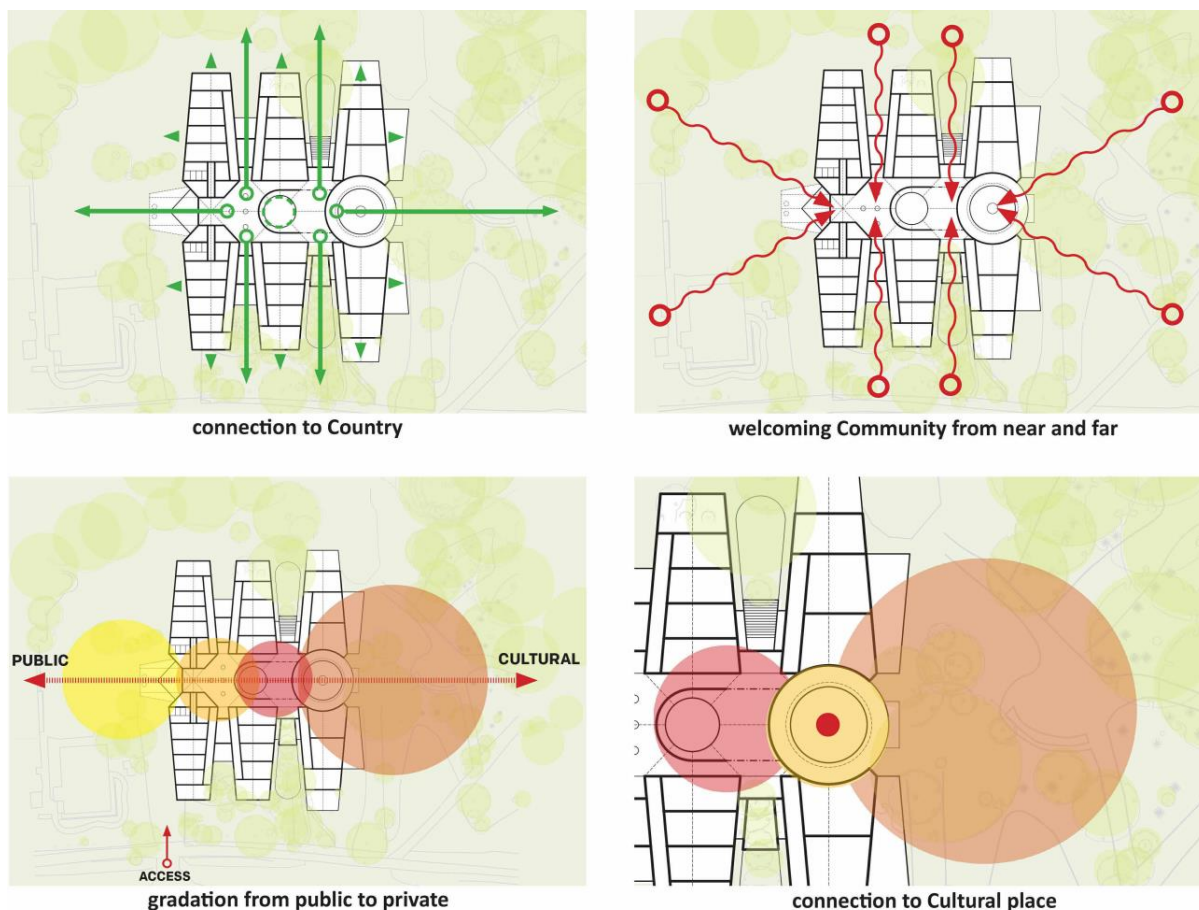 connection to Country
welcoming Community from near and far
PUBLIC
CULTURAL
ACCESS
gradation from public to private
connection to Cultural place